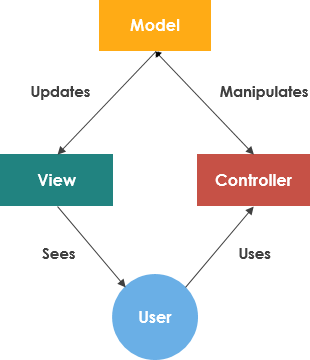 Model
Updates
Manipulates
View
Controller
Sees
Uses
User